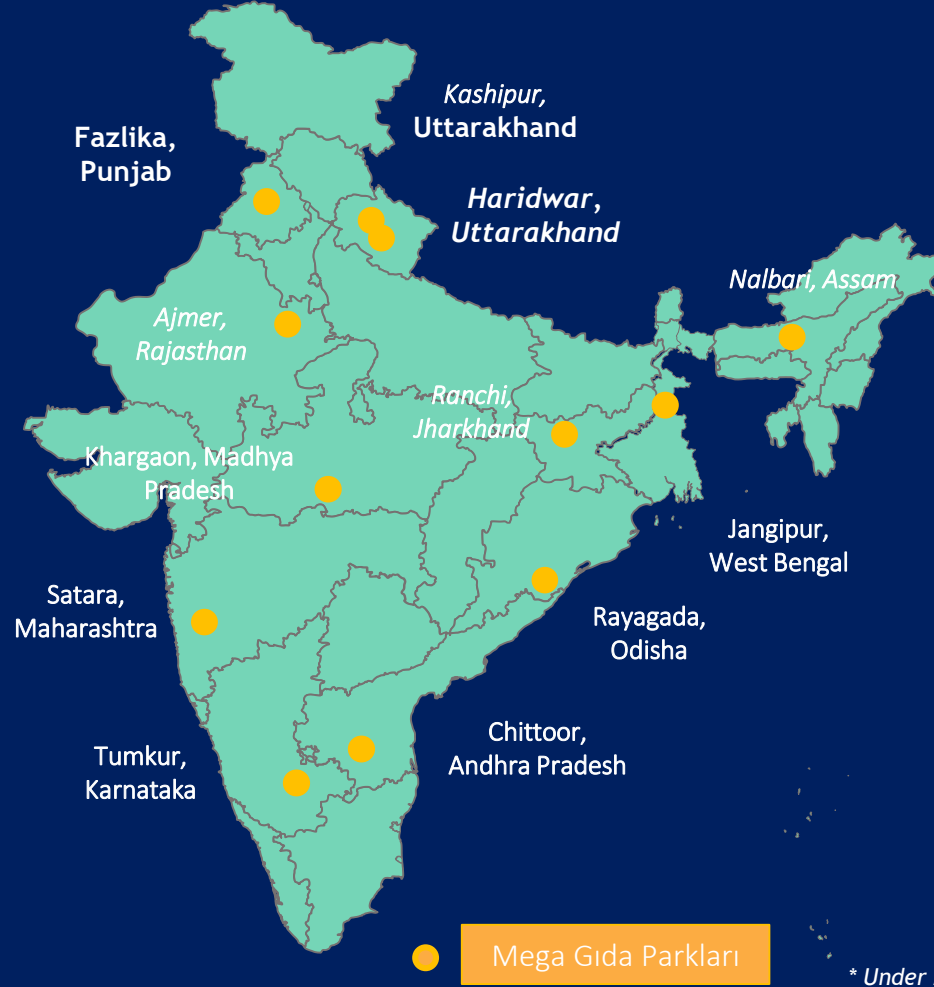 Kashipur,
Uttarakhand
Fazlika,
Punjab
Haridwar,
Uttarakhand
Nalbari, Assam
Ajmer,
Rajasthan
Ranchi,
Jharkhand
Khargaon, Madhya
Pradesh
Jangipur,
West Bengal
Satara,
Maharashtra
Rayagada,
Odisha
Chittoor,
Andhra Pradesh
Tumkur,
Karnataka
Mega Gıda Parkları
* Under